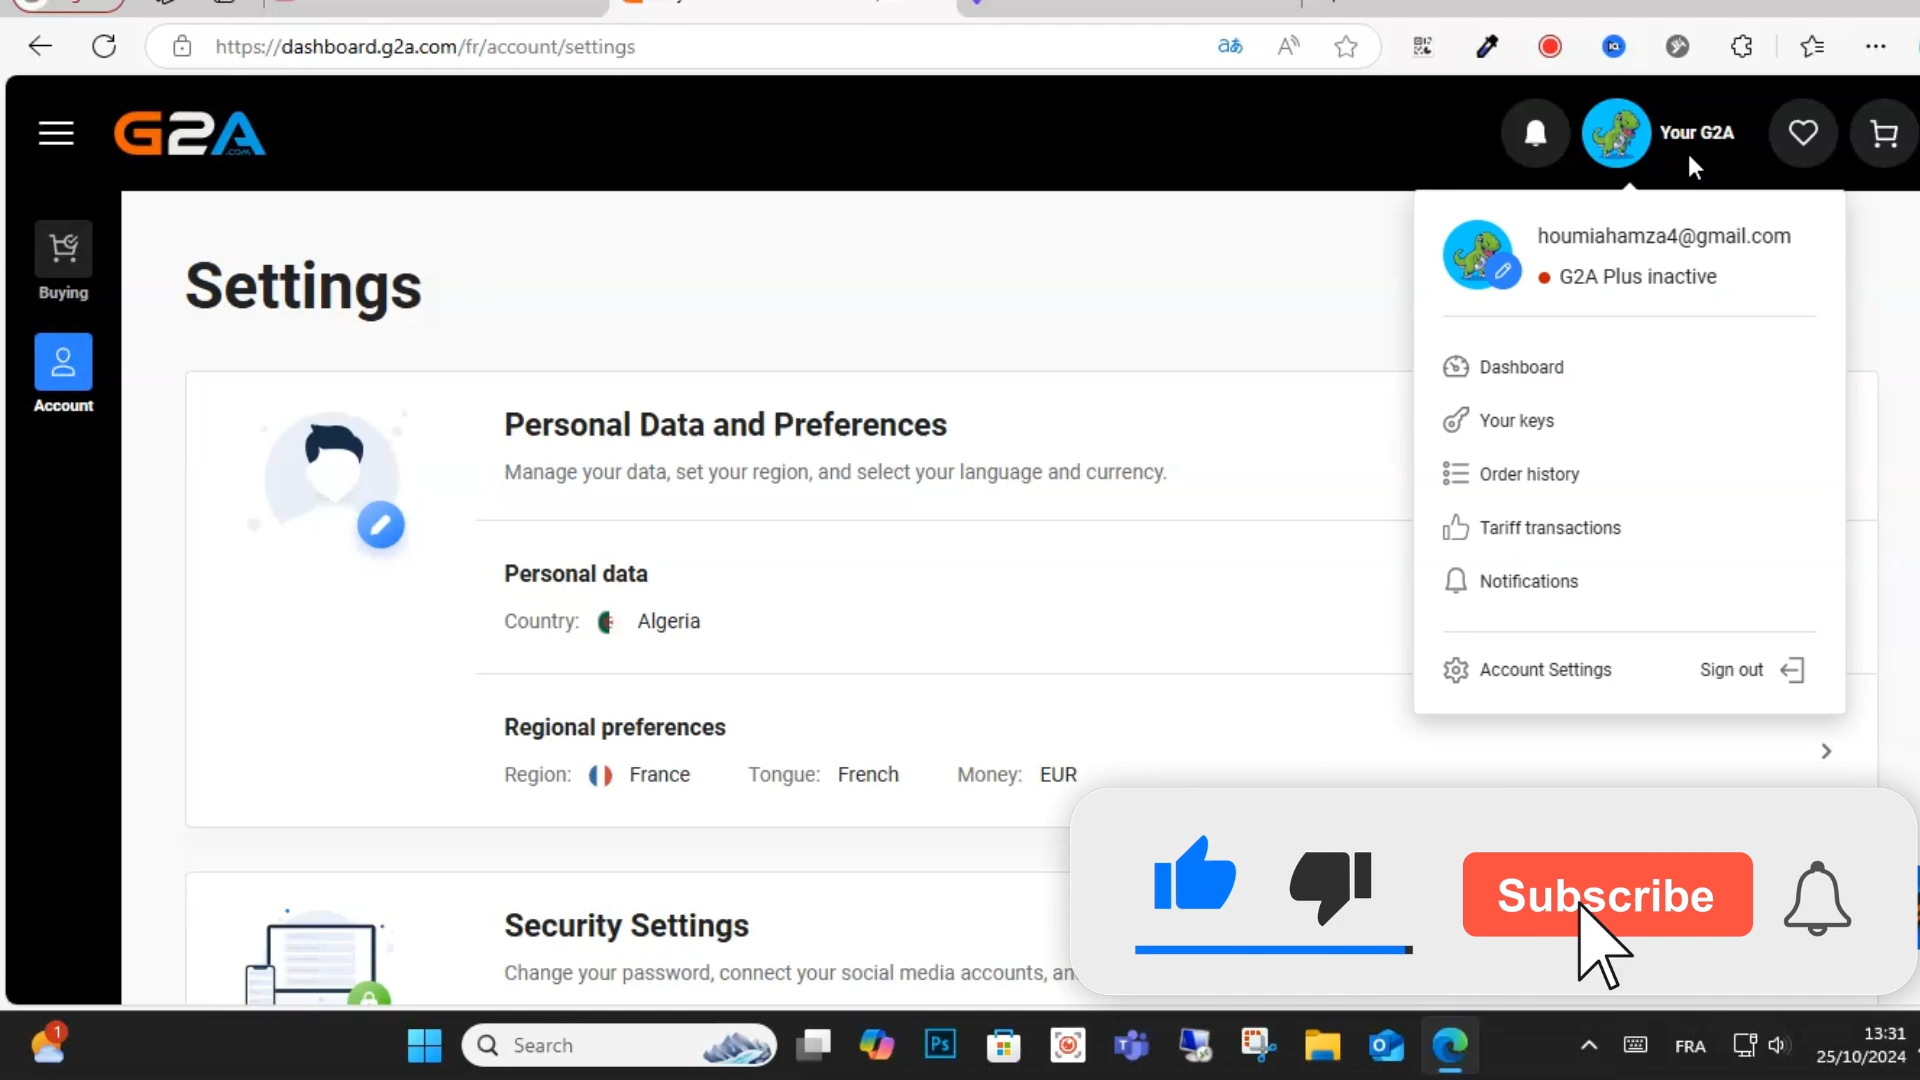 https://dashboard.g2a.com/fr/account/settings
G2A
.COM
Your G2A
houmiahamza4@gmail.com
G2A Plus inactive
Buying
Account
Settings
Dashboard
Your keys
Order history
Tariff transactions
Notifications
Account Settings
Sign out
Personal Data and Preferences
Manage your data, set your region, and select your language and currency.
Personal data
Country: Algeria
Regional preferences
Region: France Tongue: French Money: EUR
Security Settings
Change your password, connect your social media accounts,
Subscribe
1
Search
Ps
FRA
13:31
25/10/2024